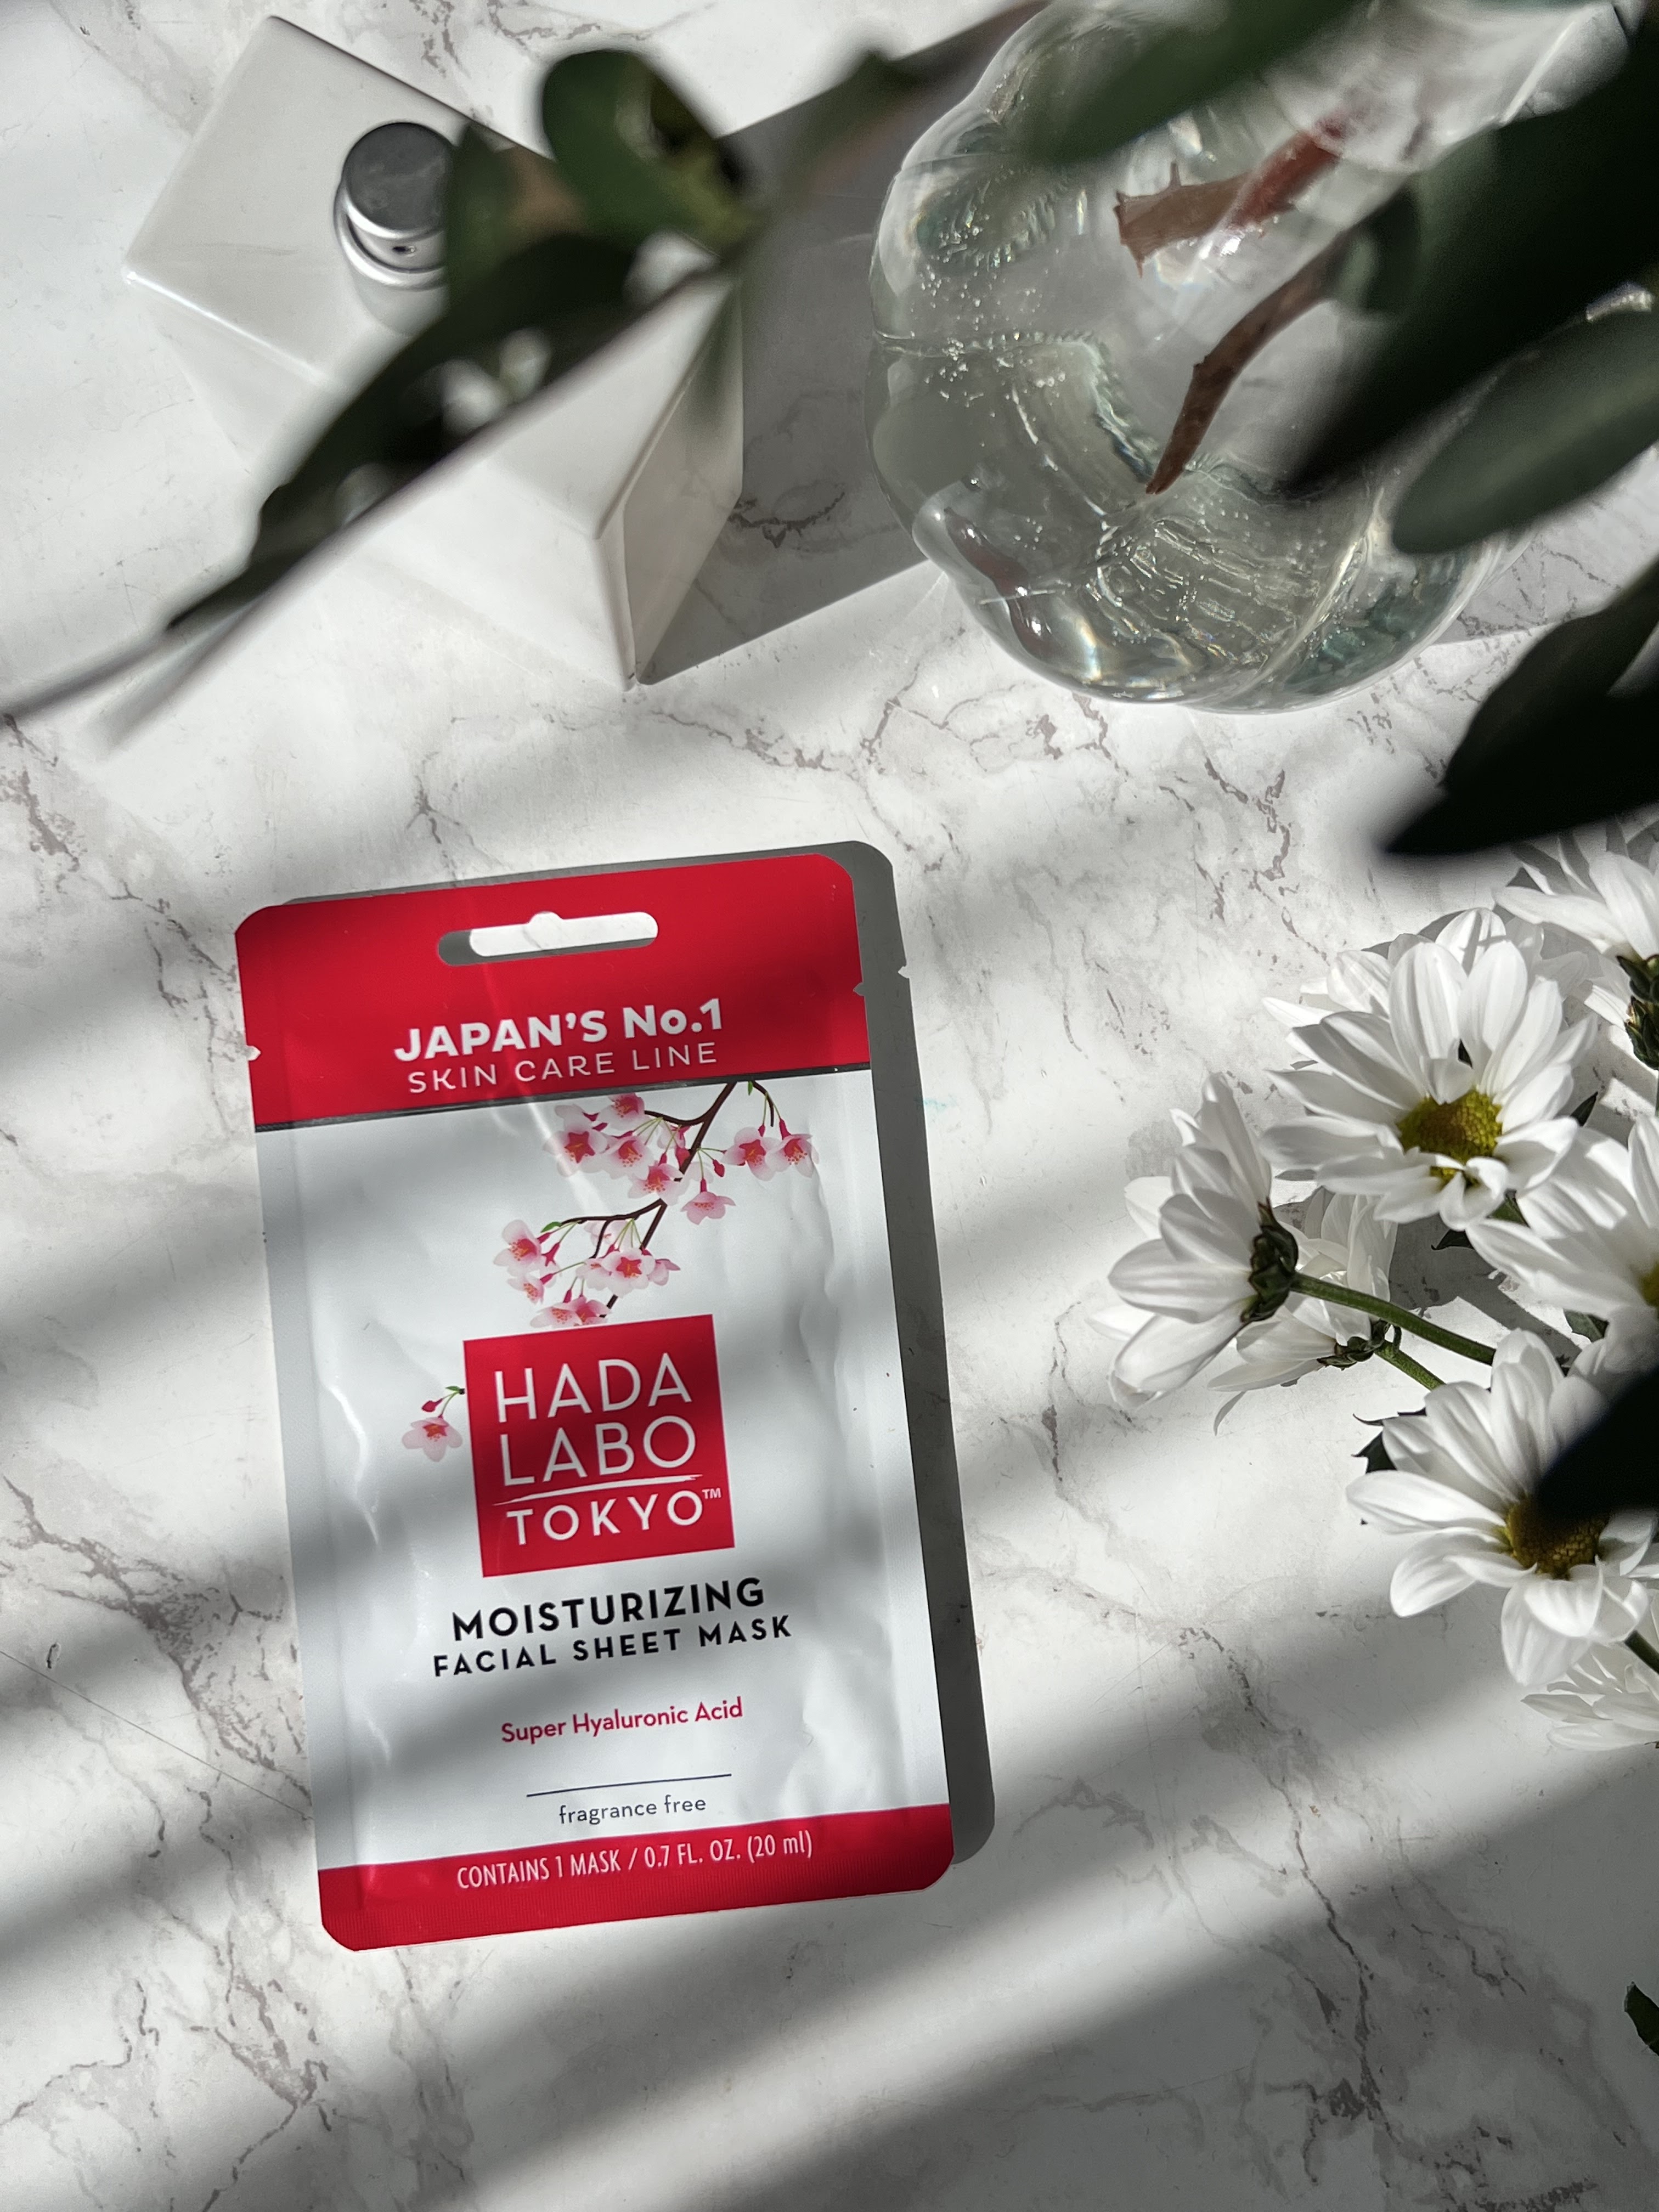 JAPAN'S No.1
SKIN CARE LINE
HADA
LABO
TOKYO™
MOISTURIZING
FACIAL SHEET MASK
Super Hyaluronic Acid
fragrance free
CONTAINS 1 MASK / 0.7 FL. OZ. (20 ml)